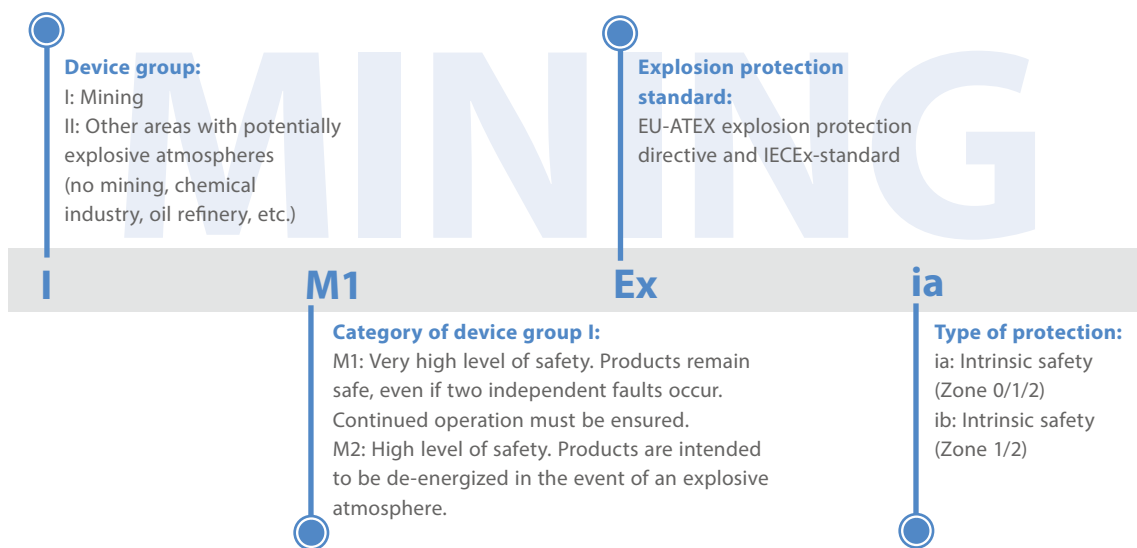 MINING
Device group:
I: Mining
II: Other areas with potentially
explosive atmospheres
(no mining, chemical
industry, oil refinery, etc.)
Explosion protection
standard:
EU-ATEX explosion protection
directive and IECEx-standard
I M1 Ex ia
Category of device group I:
M1: Very high level of safety. Products remain
safe, even if two independent faults occur.
Continued operation must be ensured.
M2: High level of safety. Products are intended
to be de-energized in the event of an explosive
atmosphere.
Type of protection:
ia: Intrinsic safety
(Zone 0/1/2)
ib: Intrinsic safety
(Zone 1/2)